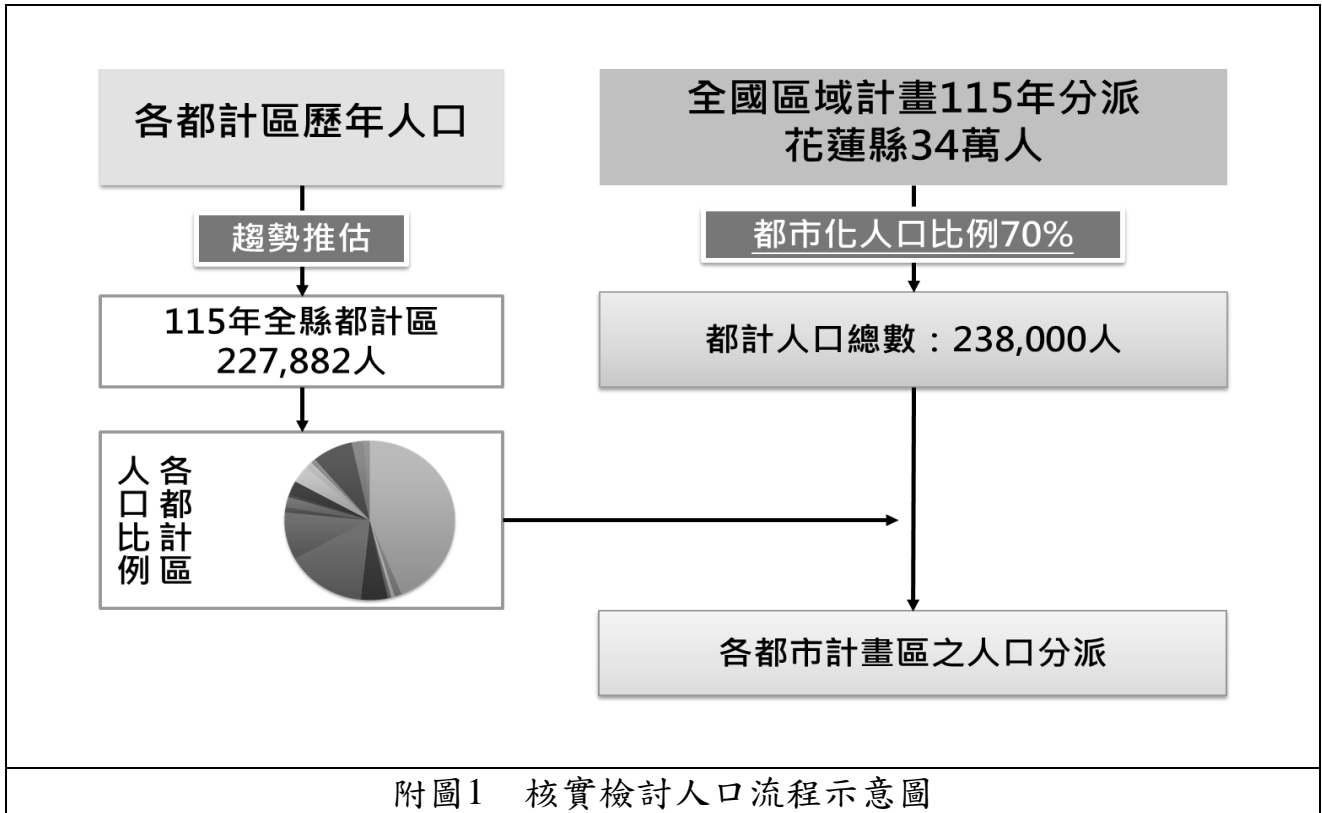 各都計區歷年人口
趨勢推估
115年全縣都計區
227,882人
各都計區
人口比例
全國區域計畫115年分派
花蓮縣34萬人
都市化人口比例70%
都計人口總數：238,000人
各都市計畫區之人口分派
附圖1　核實檢討人口流程示意圖